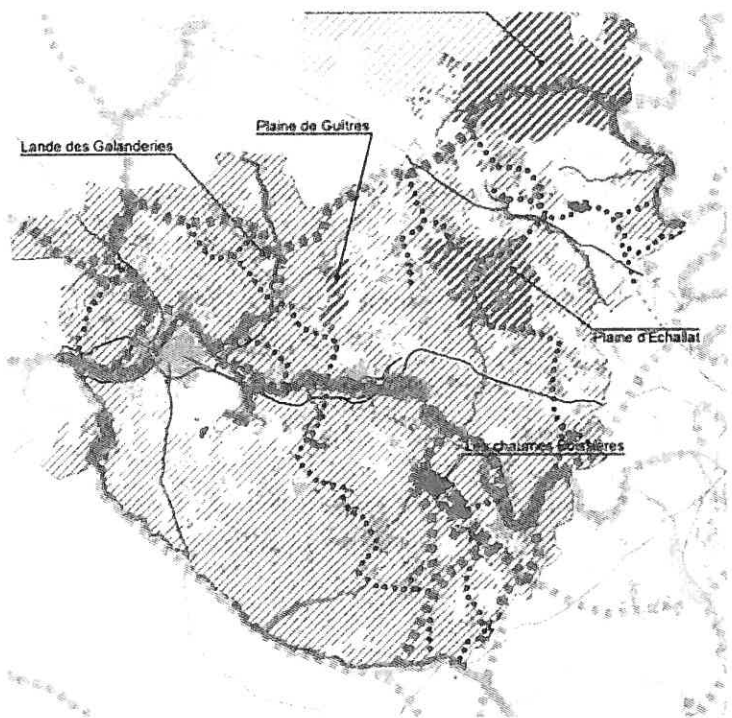 Plaine de Guitres
Lande des Galanderies
Plaine d'Echallat
Les chaumes Boissières